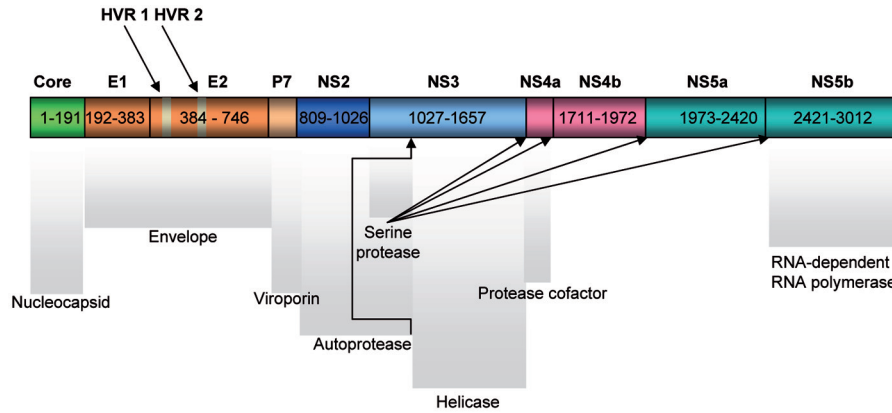 HVR 1 HVR 2
Core E1 E2 P7 NS2 NS3 NS4a NS4b NS5a NS5b
1-191 192-383 384 - 746 809-1026 1027-1657 1711-1972 1973-2420 2421-3012
Envelope
Serine
protease
RNA-dependent
RNA polymerase
Nucleocapsid
Viroporin
Protease cofactor
Autoprotease
Helicase